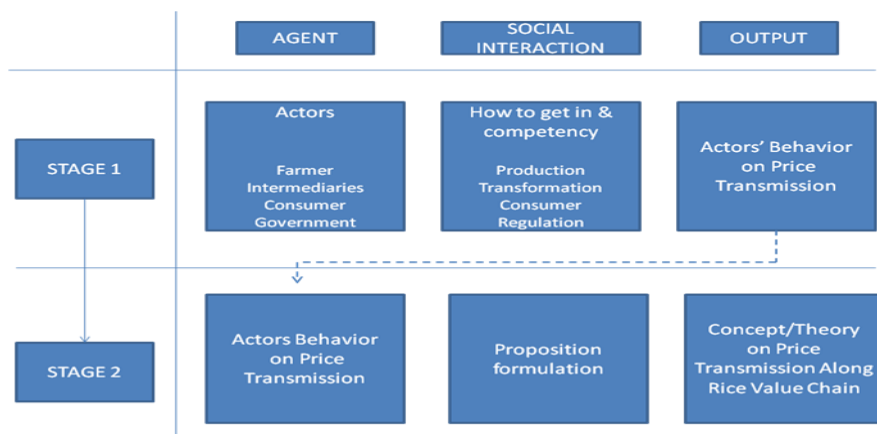 AGENT
SOCIAL
INTERACTION
OUTPUT
STAGE 1
Actors
Farmer
Intermediaries
Consumer
Government
How to get in &
competency
Production
Transformation
Consumer
Regulation
Actors’ Behavior
on Price
Transmission
STAGE 2
Actors Behavior
on Price
Transmission
Proposition
formulation
Concept/Theory
on Price
Transmission Along
Rice Value Chain